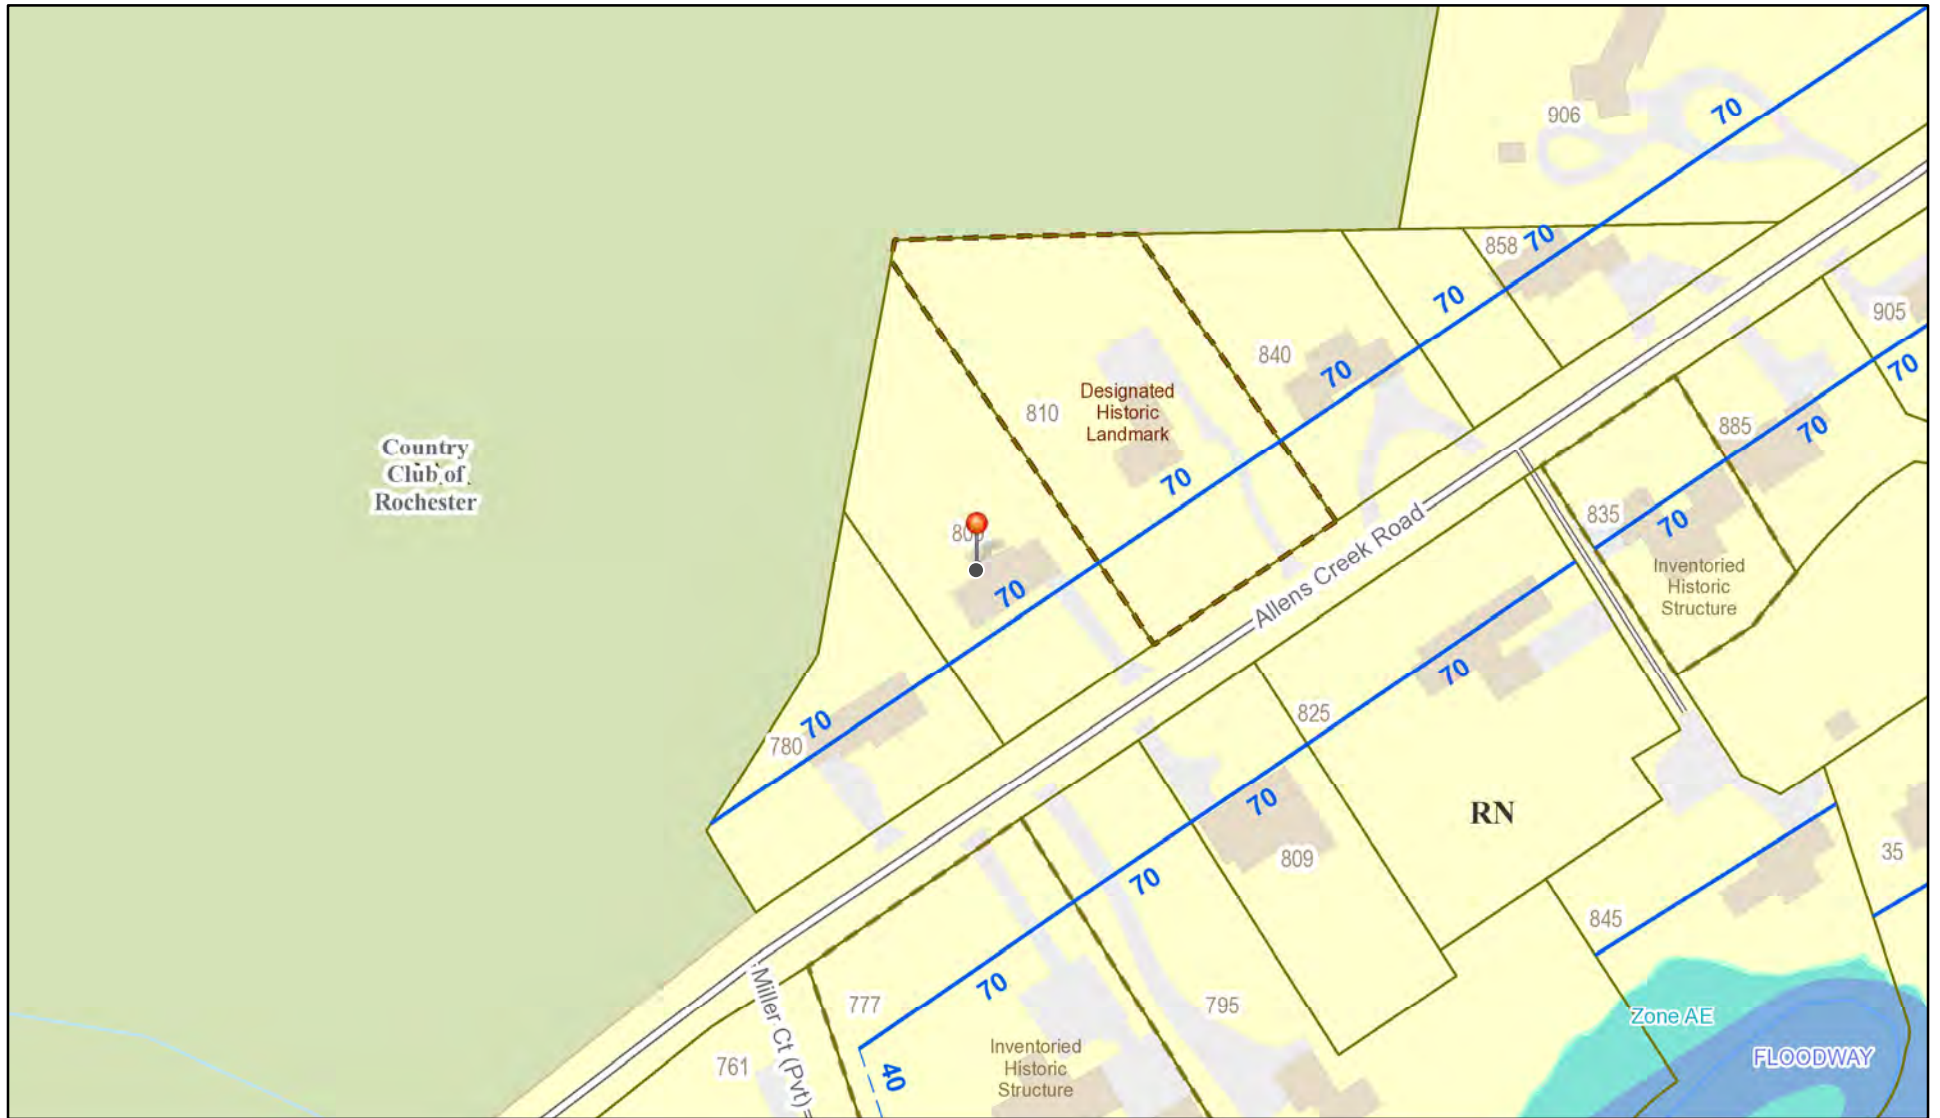 906
70
858
70
70
905
70
840
70
Designated
Historic
Landmark
810
885
70
Country
Club of
Rochester
70
835
70
Allens Creek Road
Inventoried
Historic
Structure
70
70
825
70
780
70
RN
809
35
70
845
70
777
795
Zone AE
Miller Ct (Pvt)
Inventoried
Historic
Structure
FLOODWAY
761
40